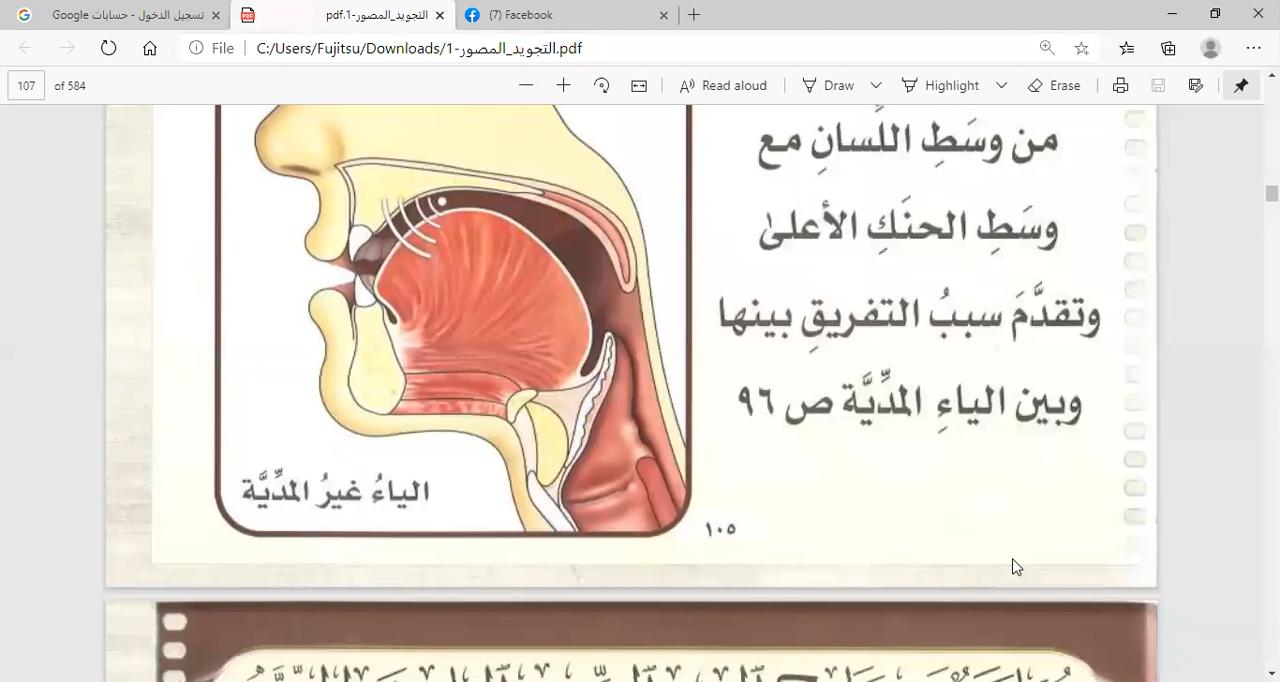 تسجيل الدخول - حسابات Google
التجويد_المصور-1.pdf
(7) Facebook
File
C:/Users/Fujitsu/Downloads/1-التجويد_المصور.pdf
107 of 584
Read aloud
Draw
Highlight
Erase
من وسَطِ اللِّسانِ مع
وسَطِ الحنَكِ الأعلىٰ
وتقدَّمَ سببُ التفريقِ بينها
وبين الياءِ المدِّيَّة ص ٩٦
الياءُ غيرُ المدِّيَّة
١٠٥